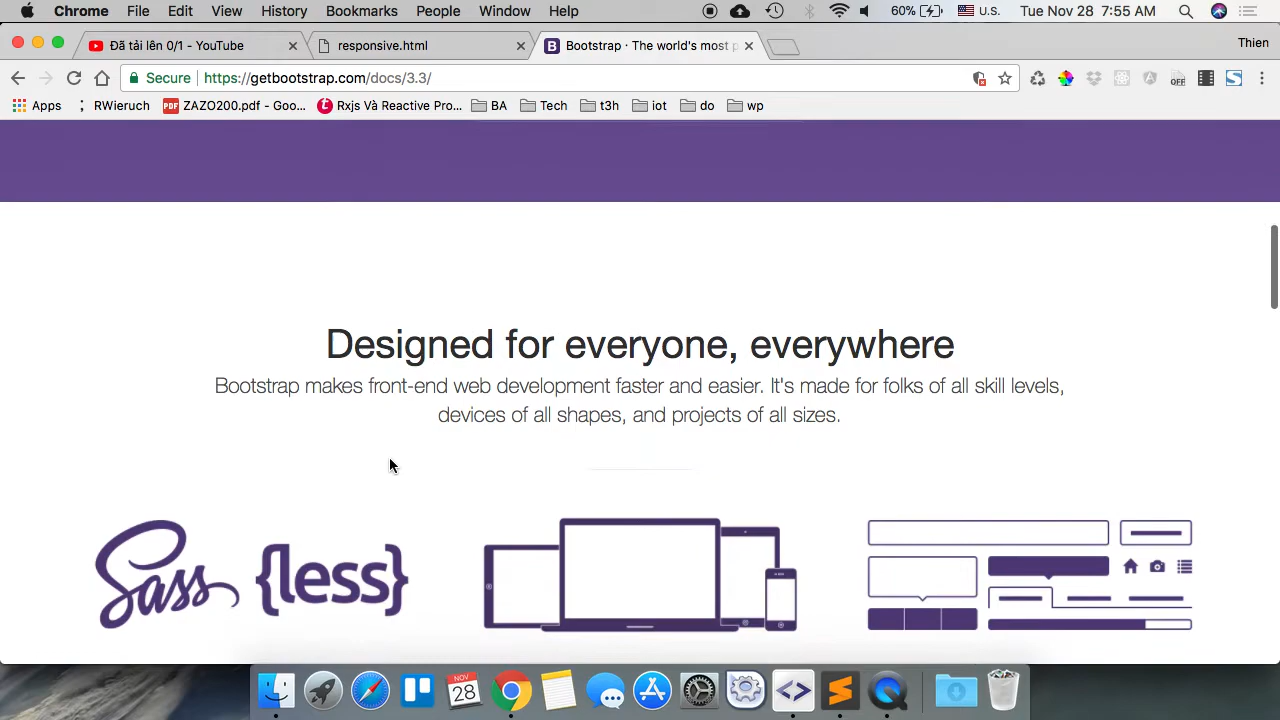 Chrome File Edit View History Bookmarks People Window Help 60% U.S. Tue Nov 28 7:55 AM
Đã tải lên 0/1 - YouTube responsive.html Bootstrap · The world's most p Thien
Secure https://getbootstrap.com/docs/3.3/ OFF
Apps RWieruch PDF ZAZO200.pdf - Goo... Rxjs Và Reactive Pro... BA Tech t3h iot do wp
Designed for everyone, everywhere
Bootstrap makes front-end web development faster and easier. It's made for folks of all skill levels,
devices of all shapes, and projects of all sizes.
Sass {less}
NOV
28